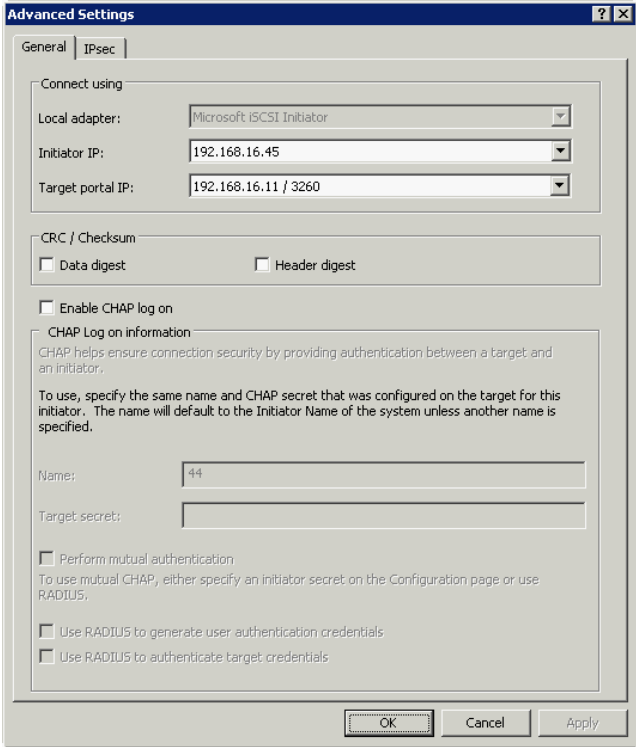 Advanced Settings
General
IPsec
Connect using
Local adapter:
Microsoft iSCSI Initiator
Initiator IP:
192.168.16.45
Target portal IP:
192.168.16.11 / 3260
CRC / Checksum
Data digest
Header digest
Enable CHAP log on
CHAP Log on information
CHAP helps ensure connection security by providing authentication between a target and
an initiator.
To use, specify the same name and CHAP secret that was configured on the target for this
initiator. The name will default to the Initiator Name of the system unless another name is
specified.
Name:
44
Target secret:
Perform mutual authentication
To use mutual CHAP, either specify an initiator secret on the Configuration page or use
RADIUS.
Use RADIUS to generate user authentication credentials
Use RADIUS to authenticate target credentials
OK
Cancel
Apply